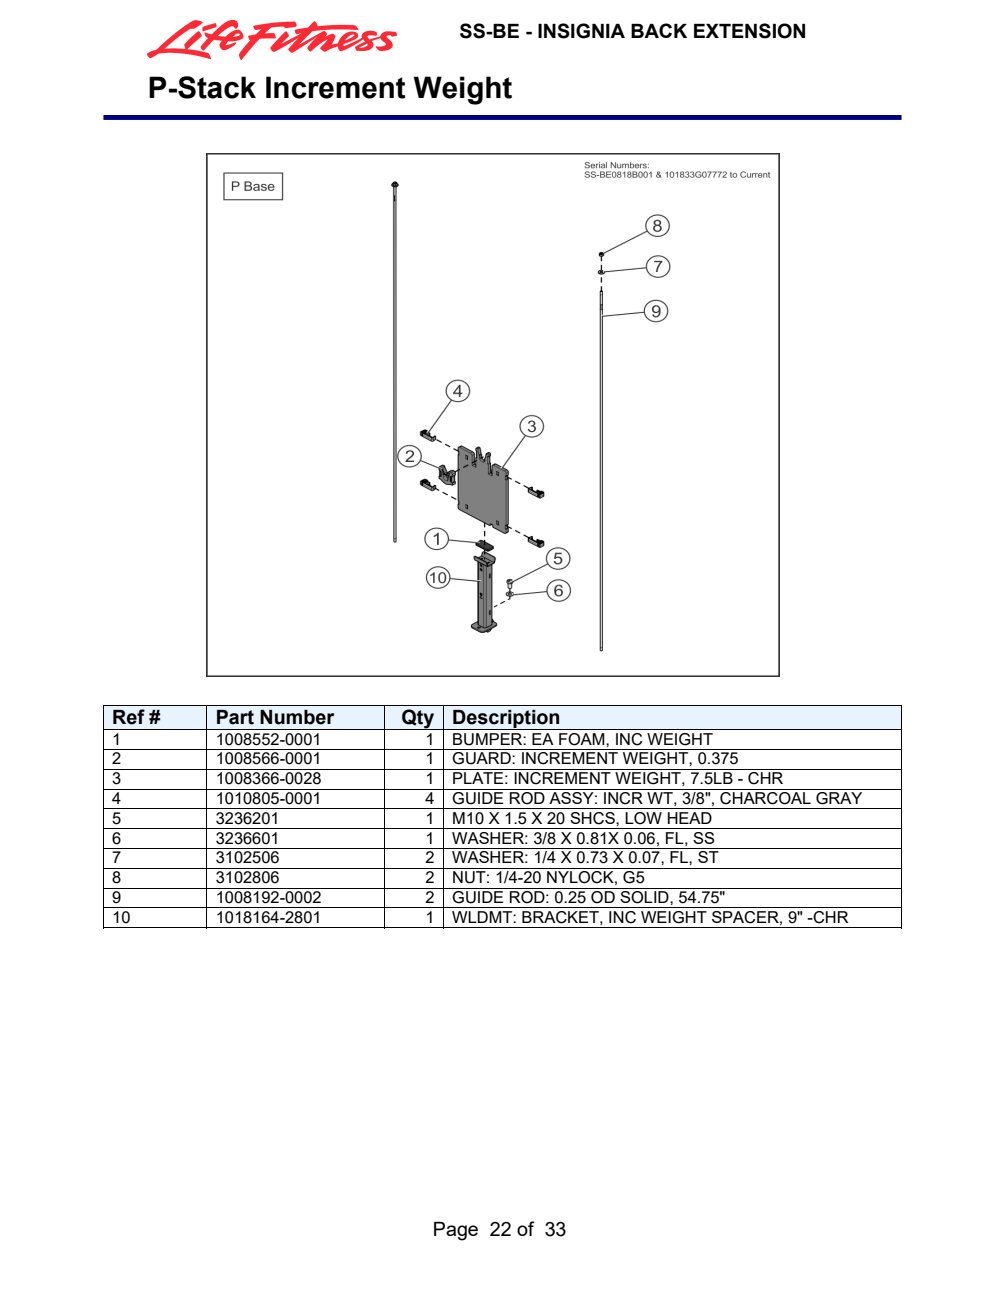 Life Fitness
SS-BE - INSIGNIA BACK EXTENSION
P-Stack Increment Weight
P Base
Serial Numbers:
SS-BE0818B001 & 101833G07772 to Current
8
7
9
4
3
2
1
5
10
6
Ref # Part Number Qty Description
1 1008552-0001 1 BUMPER: EA FOAM, INC WEIGHT
2 1008566-0001 1 GUARD: INCREMENT WEIGHT, 0.375
3 1008366-0028 1 PLATE: INCREMENT WEIGHT, 7.5LB - CHR
4 1010805-0001 4 GUIDE ROD ASSY: INCR WT, 3/8", CHARCOAL GRAY
5 3236201 1 M10 X 1.5 X 20 SHCS, LOW HEAD
6 3236601 1 WASHER: 3/8 X 0.81X 0.06, FL, SS
7 3102506 2 WASHER: 1/4 X 0.73 X 0.07, FL, ST
8 3102806 2 NUT: 1/4-20 NYLOCK, G5
9 1008192-0002 2 GUIDE ROD: 0.25 OD SOLID, 54.75"
10 1018164-2801 1 WLDMT: BRACKET, INC WEIGHT SPACER, 9" -CHR
Page 22 of 33